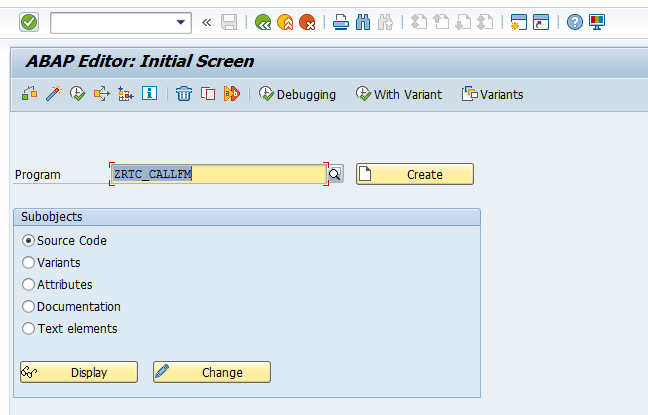 ABAP Editor: Initial Screen
Debugging With Variant Variants
Program ZRTC_CALLFM Create
Subobjects
Source Code
Variants
Attributes
Documentation
Text elements
Display Change